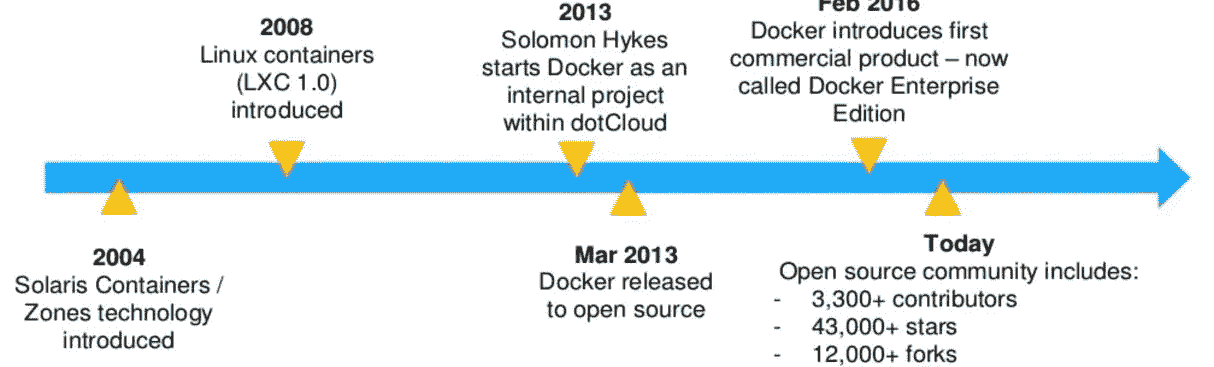 2008
Linux containers
(LXC 1.0)
introduced
2013
Solomon Hykes
starts Docker as an
internal project
within dotCloud
Feb 2016
Docker introduces first
commercial product – now
called Docker Enterprise
Edition
2004
Solaris Containers /
Zones technology
introduced
Mar 2013
Docker released
to open source
Today
Open source community includes:
- 3,300+ contributors
- 43,000+ stars
- 12,000+ forks